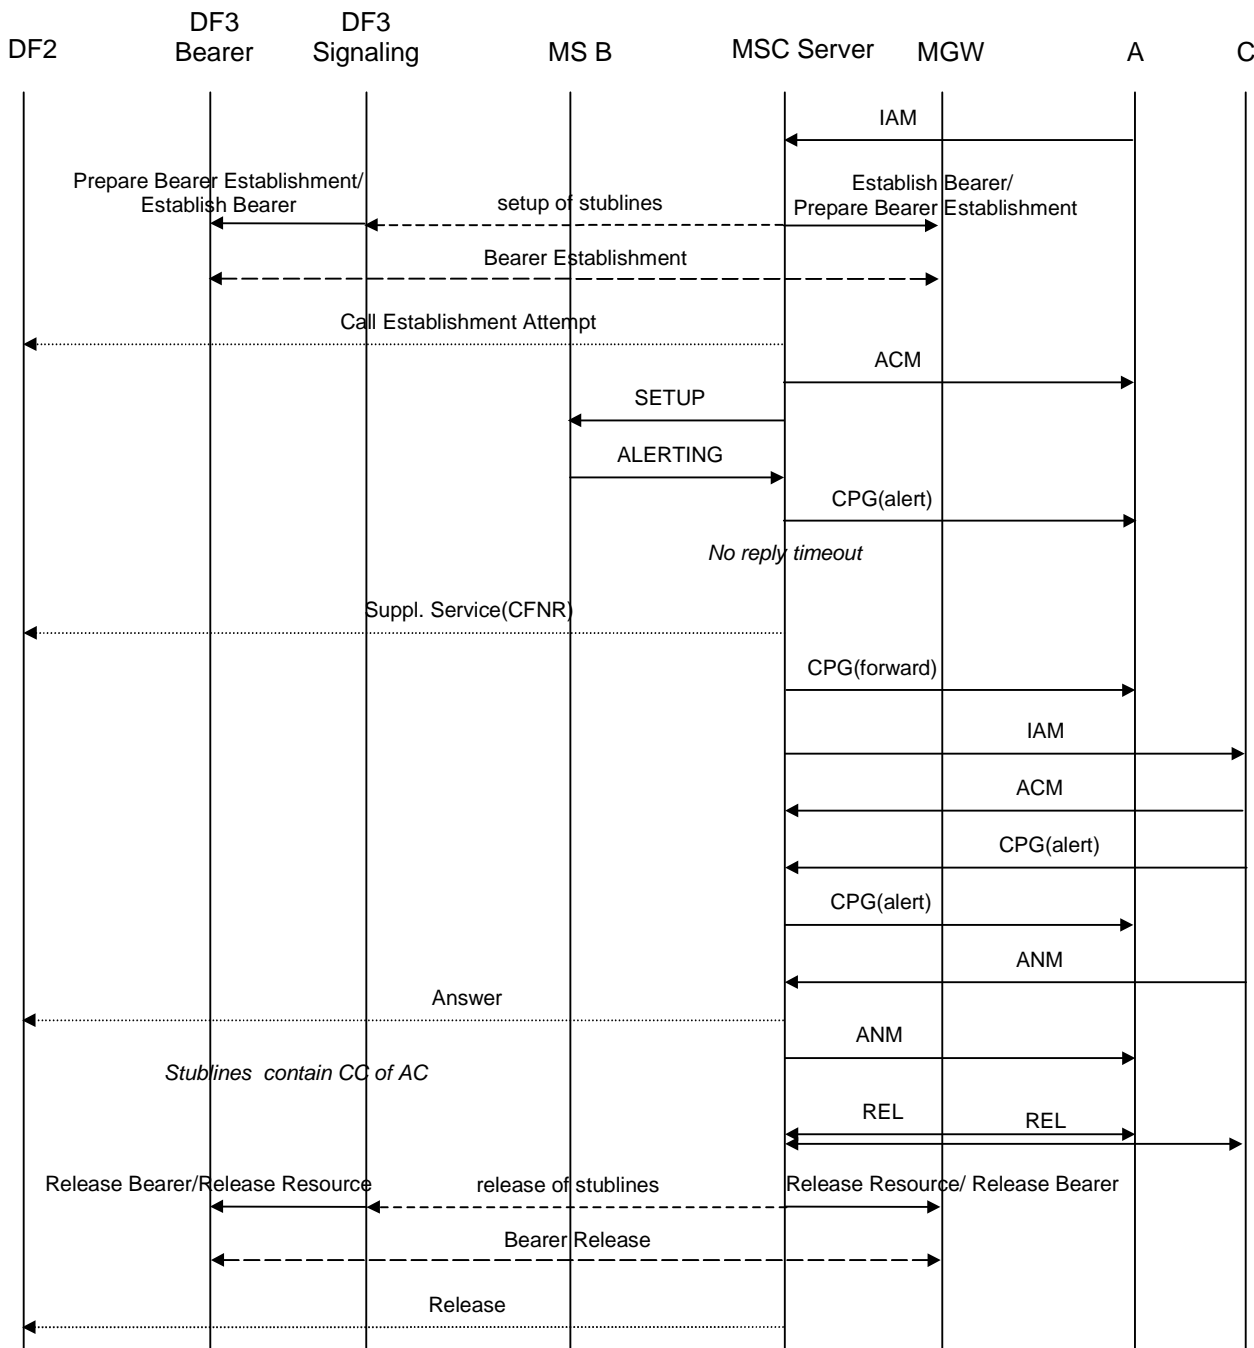 DF2
DF3
Bearer
DF3
Signaling
MS B
MSC Server
MGW
A
C
IAM
Prepare Bearer Establishment/
Establish Bearer
setup of stublines
Establish Bearer/
Prepare Bearer Establishment
Bearer Establishment
Call Establishment Attempt
ACM
SETUP
ALERTING
CPG(alert)
No reply timeout
Suppl. Service(CFNR)
CPG(forward)
IAM
ACM
CPG(alert)
CPG(alert)
ANM
Answer
ANM
Stublines contain CC of AC
REL
REL
Release Bearer/Release Resource
release of stublines
Release Resource/ Release Bearer
Bearer Release
Release